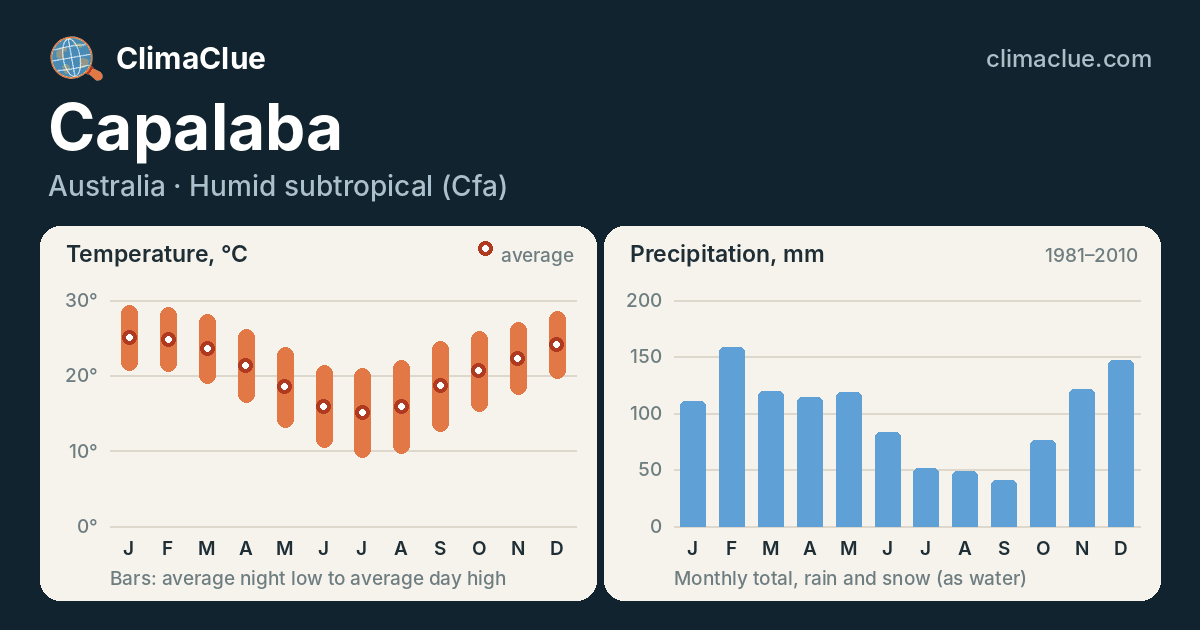 ClimaClue
climaclue.com
Capalaba
Australia · Humid subtropical (Cfa)
Temperature, °C
average
30°
20°
10°
0°
J F M A M J J A S O N D
Bars: average night low to average day high
Precipitation, mm
1981–2010
200
150
100
50
0
J F M A M J J A S O N D
Monthly total, rain and snow (as water)